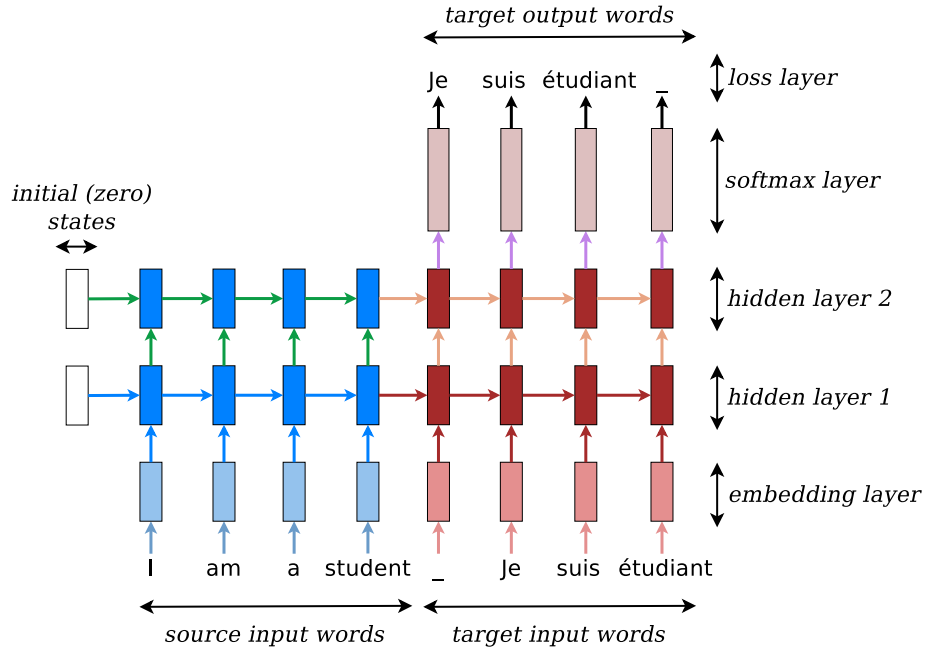 target output words
Je suis étudiant _
loss layer
softmax layer
initial (zero)
states
hidden layer 2
hidden layer 1
embedding layer
I am a student _ Je suis étudiant
source input words
target input words